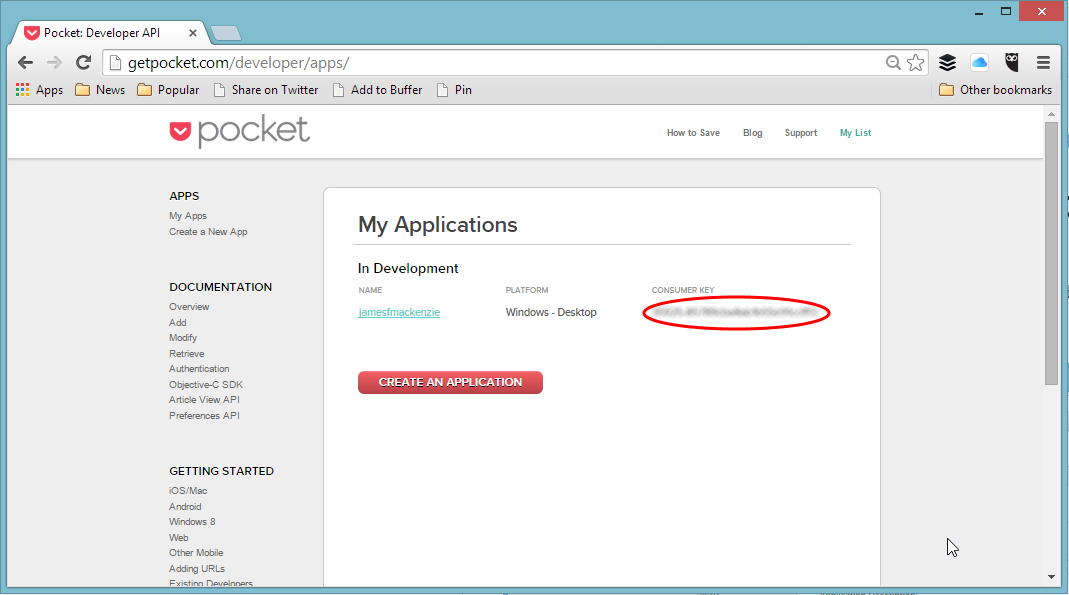 Pocket: Developer API
getpocket.com/developer/apps/
Apps News Popular Share on Twitter Add to Buffer Pin Other bookmarks
pocket
How to Save Blog Support My List
APPS
My Apps
Create a New App
DOCUMENTATION
Overview
Add
Modify
Retrieve
Authentication
Objective-C SDK
Article View API
Preferences API
GETTING STARTED
iOS/Mac
Android
Windows 8
Web
Other Mobile
Adding URLs
Existing Developers
My Applications
In Development
NAME PLATFORM CONSUMER KEY
jamesfmackenzie Windows - Desktop
CREATE AN APPLICATION